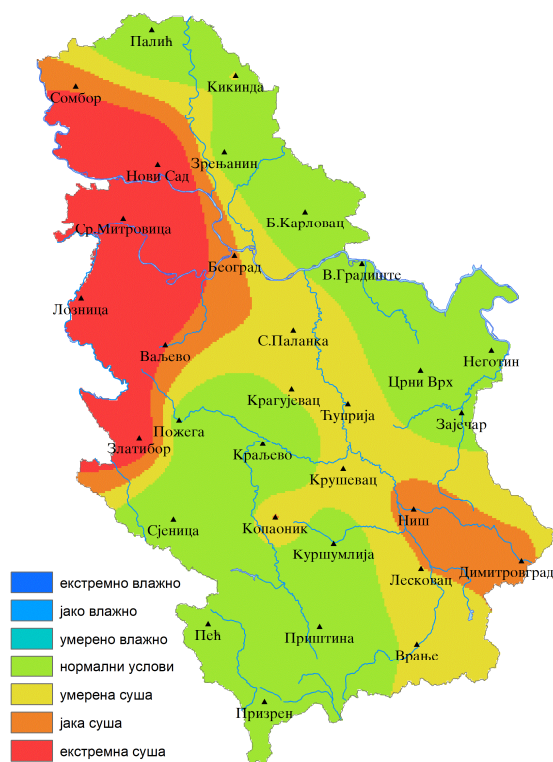 Палић
Кикинда
Сомбор
Зрењанин
Нови Сад
Б.Карловац
Ср.Митровица
Београд
В.Градиште
Лозница
С.Паланка
Ваљево
Неготин
Црни Врх
Крагујевац
Ћуприја
Зајечар
Пожега
Златибор
Краљево
Крушевац
Ниш
Сјеница
Копаоник
Куршумлија
Димитровград
Лесковац
Пећ
Приштина
Врање
Призрен
екстремно влажно
јако влажно
умерено влажно
нормални услови
умерена суша
јака суша
екстремна суша